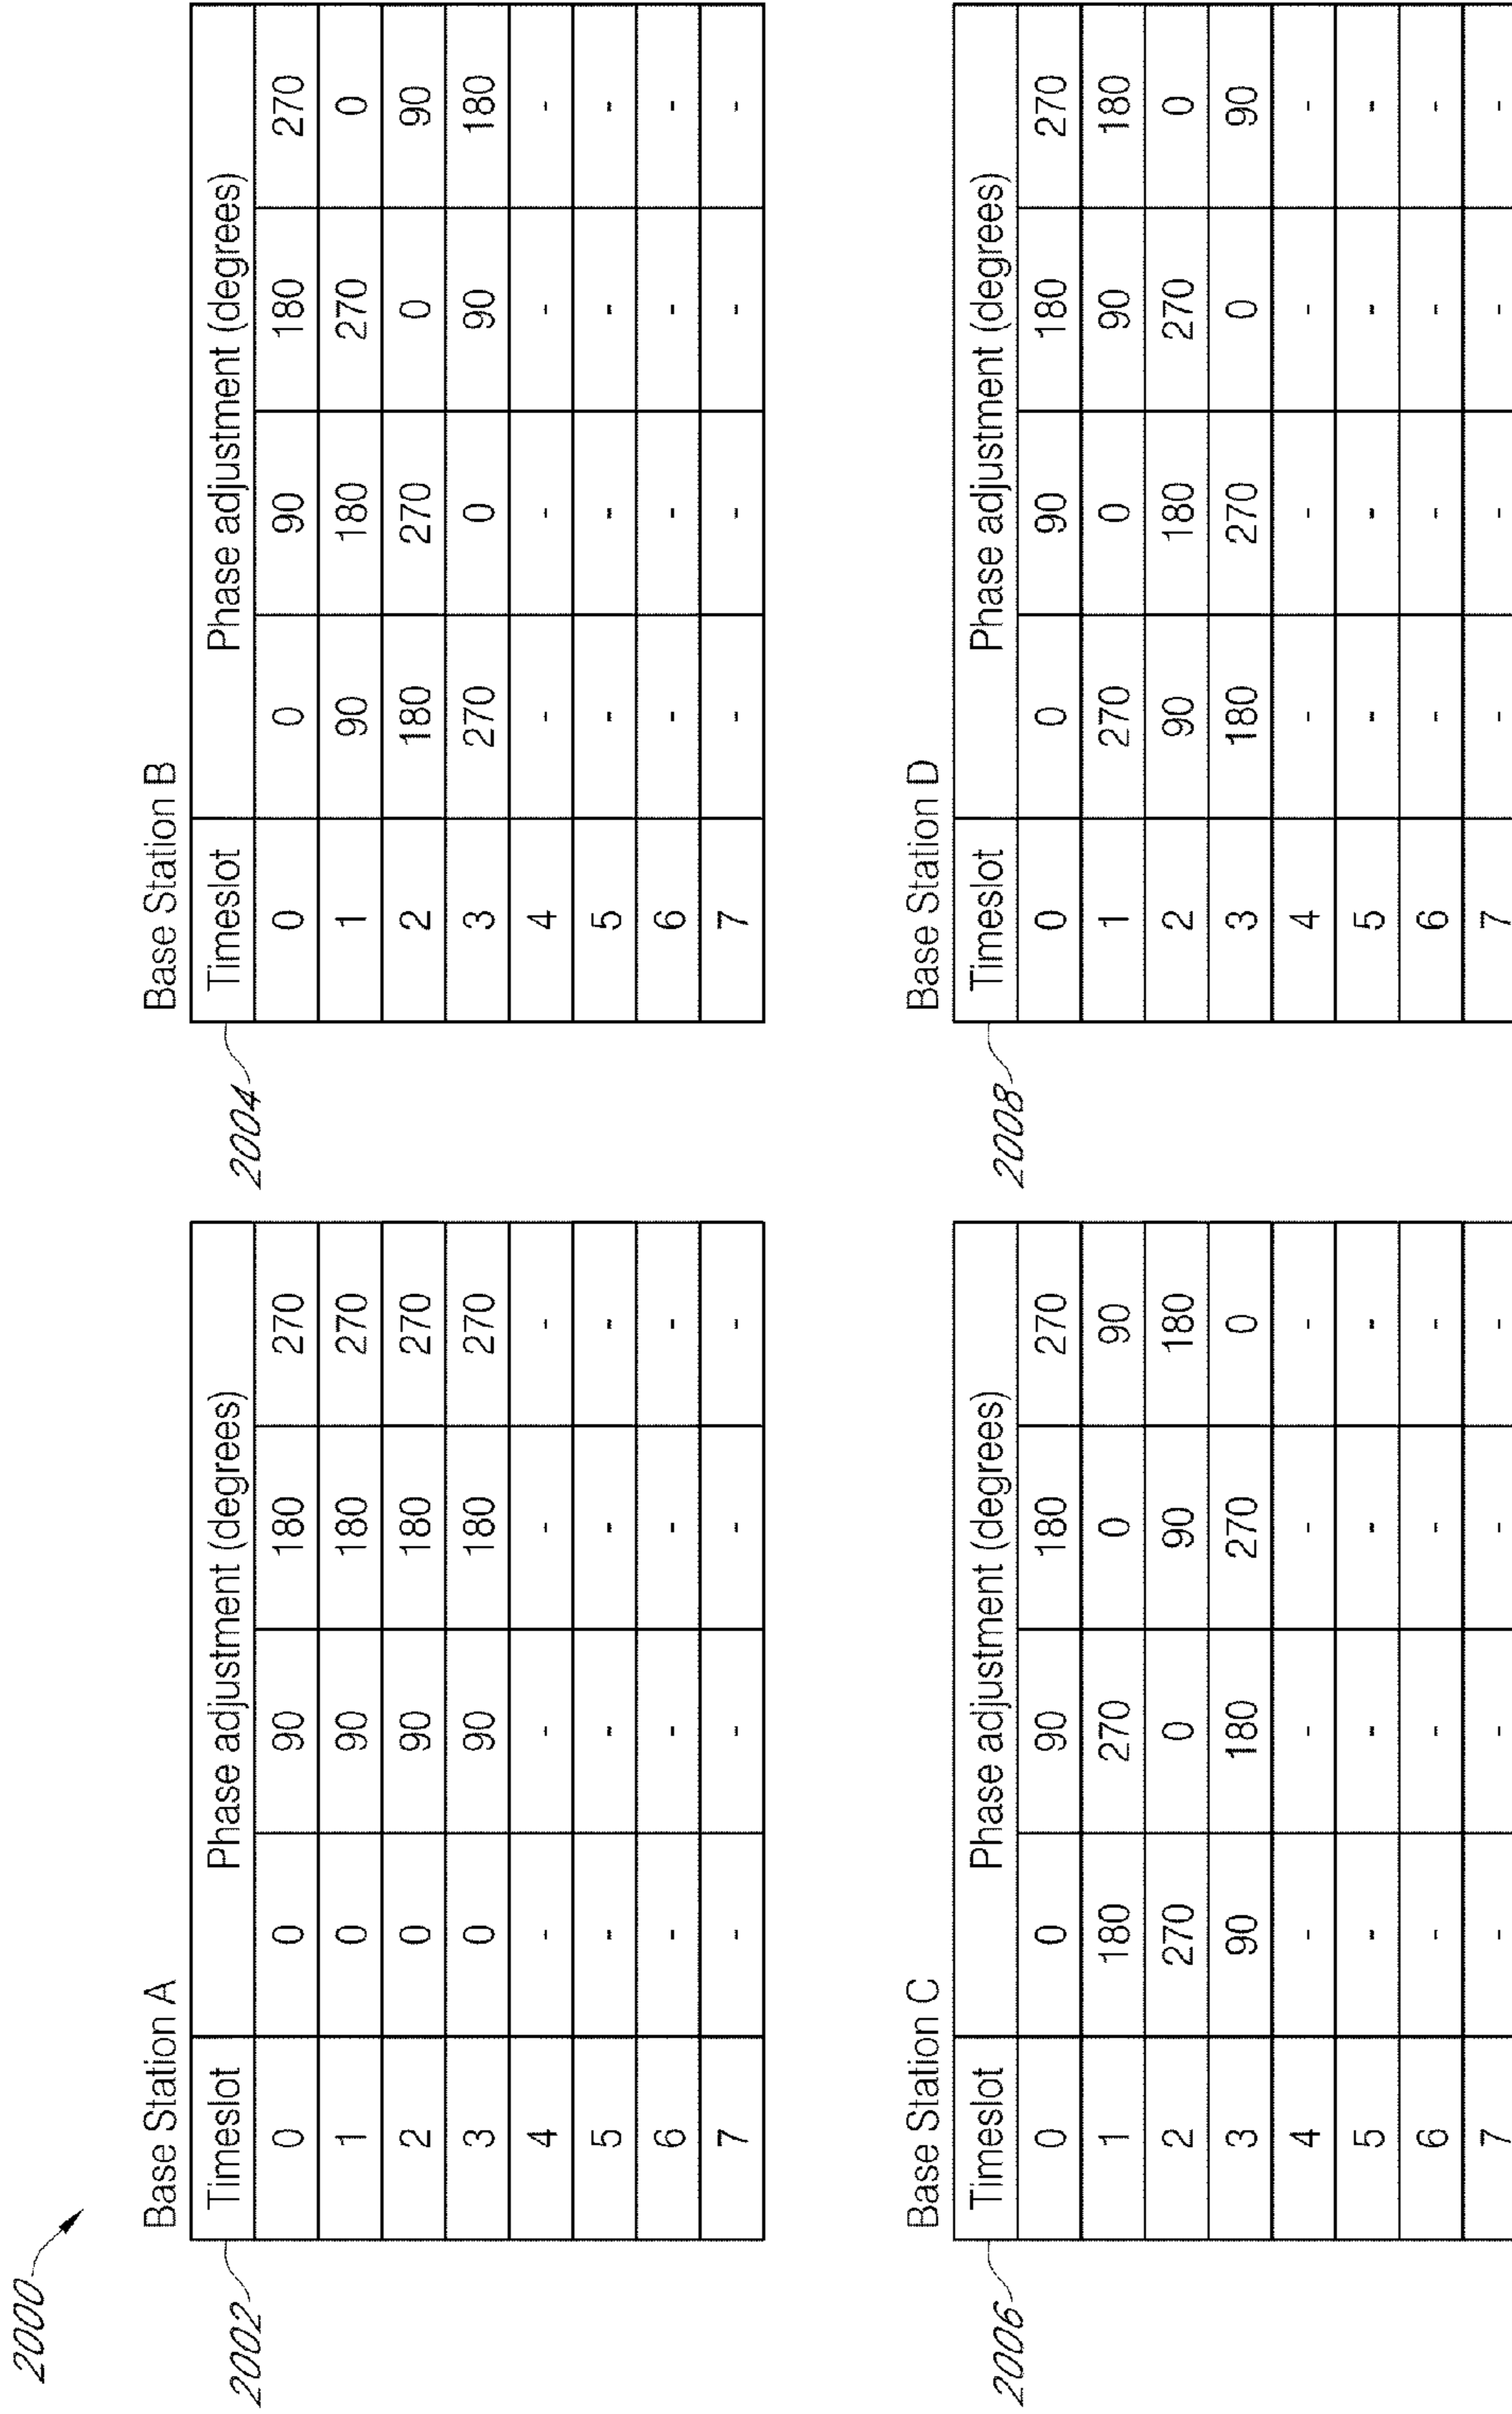 2000
2002
Base Station A
Timeslot Phase adjustment (degrees)
0 0 90 180 270
1 0 90 180 270
2 0 90 180 270
3 0 90 180 270
4 - - - -
5 - - - -
6 - - - -
7 - - - -
2004
Base Station B
Timeslot Phase adjustment (degrees)
0 0 90 180 270
1 90 180 270 0
2 180 270 0 90
3 270 0 90 180
4 - - - -
5 - - - -
6 - - - -
7 - - - -
2006
Base Station C
Timeslot Phase adjustment (degrees)
0 0 90 180 270
1 180 270 0 90
2 270 0 90 180
3 90 180 270 0
4 - - - -
5 - - - -
6 - - - -
7 - - - -
2008
Base Station D
Timeslot Phase adjustment (degrees)
0 0 90 180 270
1 270 0 90 180
2 90 180 270 0
3 180 270 0 90
4 - - - -
5 - - - -
6 - - - -
7 - - - -